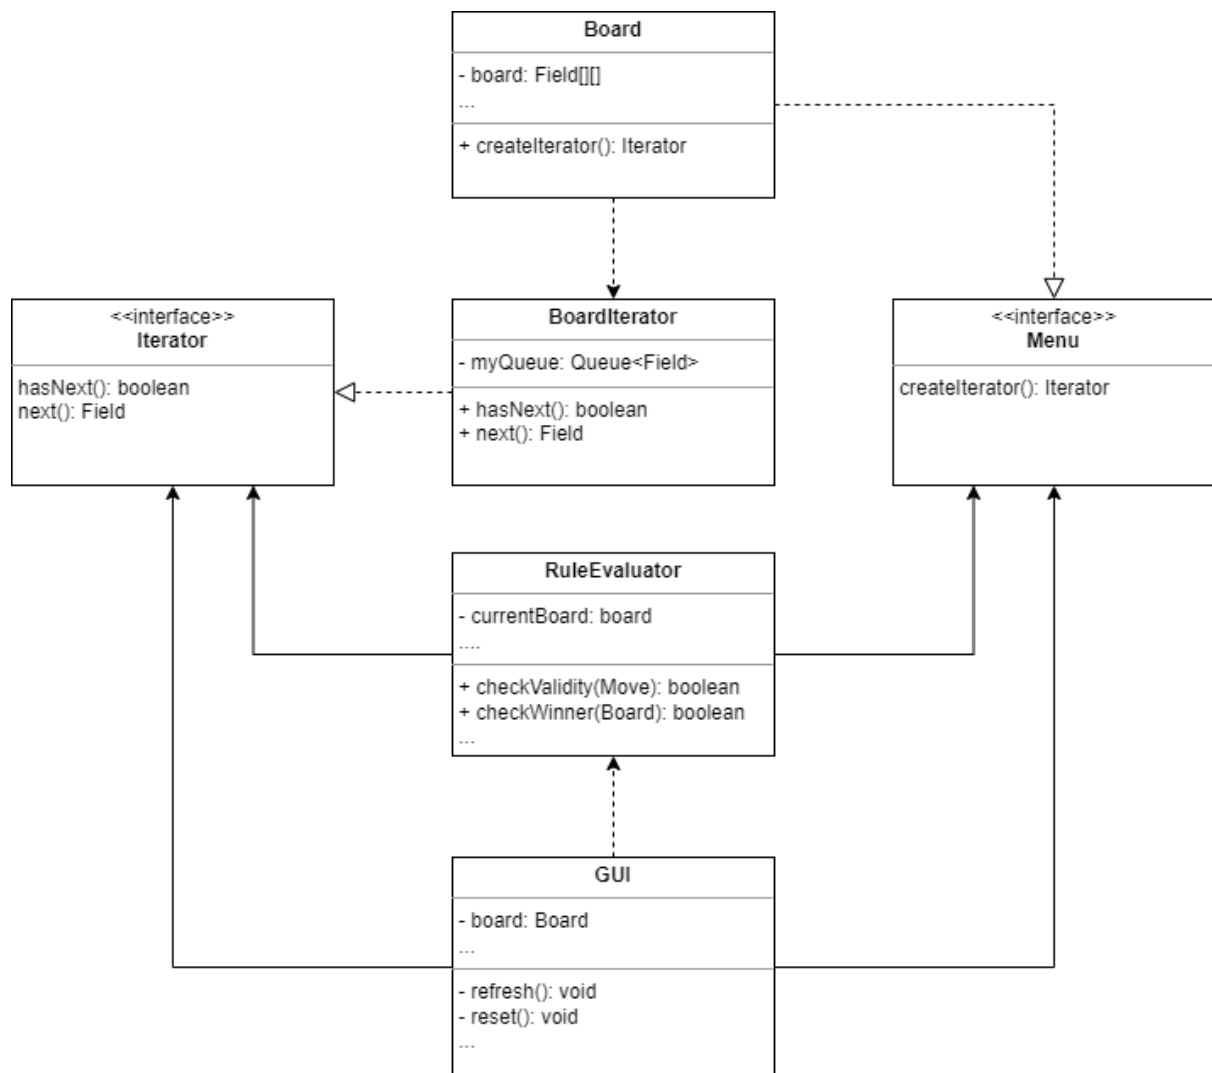 Board
- board: Field[][]
...
+ createIterator(): Iterator
<<interface>>
Iterator
hasNext(): boolean
next(): Field
BoardIterator
- myQueue: Queue<Field>
+ hasNext(): boolean
+ next(): Field
<<interface>>
Menu
createIterator(): Iterator
RuleEvaluator
- currentBoard: board
....
+ checkValidity(Move): boolean
+ checkWinner(Board): boolean
...
GUI
- board: Board
...
- refresh(): void
- reset(): void
...